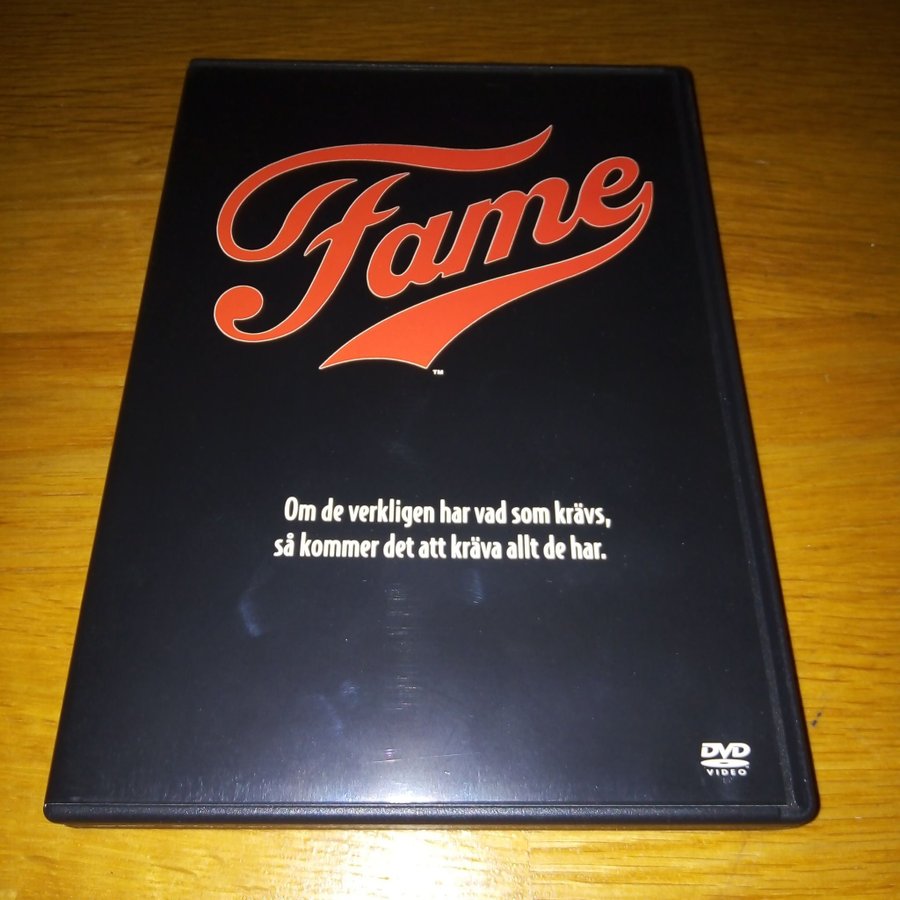 Fame
™
Om de verkligen har vad som krävs,
så kommer det att kräva allt de har.
DVD
VIDEO